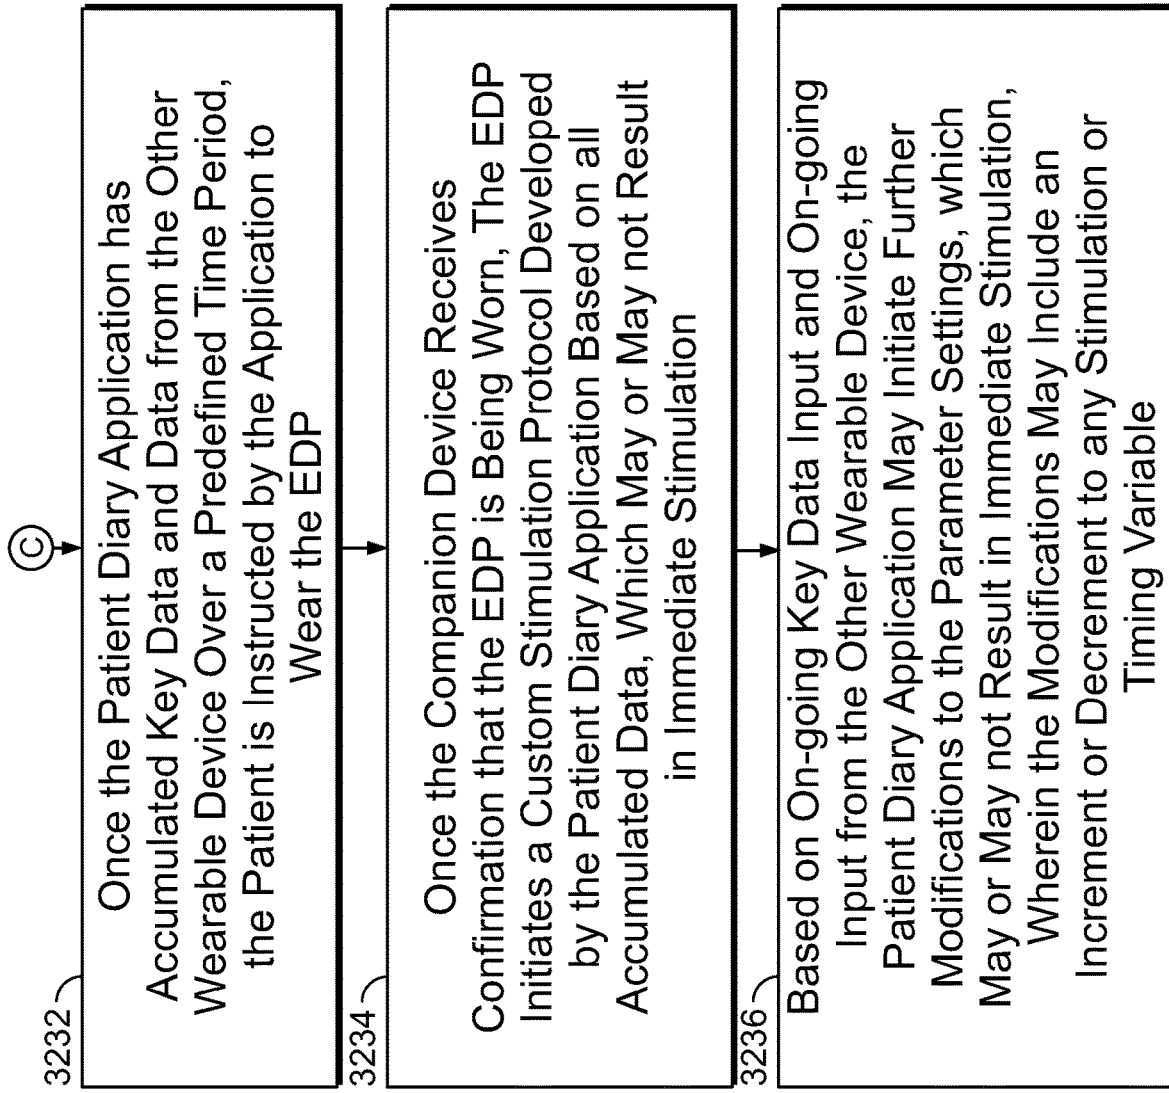 C
3232
Once the Patient Diary Application has
Accumulated Key Data and Data from the Other
Wearable Device Over a Predefined Time Period,
the Patient is Instructed by the Application to
Wear the EDP
3234
Once the Companion Device Receives
Confirmation that the EDP is Being Worn, The EDP
Initiates a Custom Stimulation Protocol Developed
by the Patient Diary Application Based on all
Accumulated Data, Which May or May not Result
in Immediate Stimulation
3236
Based on On-going Key Data Input and On-going
Input from the Other Wearable Device, the
Patient Diary Application May Initiate Further
Modifications to the Parameter Settings, which
May or May not Result in Immediate Stimulation,
Wherein the Modifications May Include an
Increment or Decrement to any Stimulation or
Timing Variable